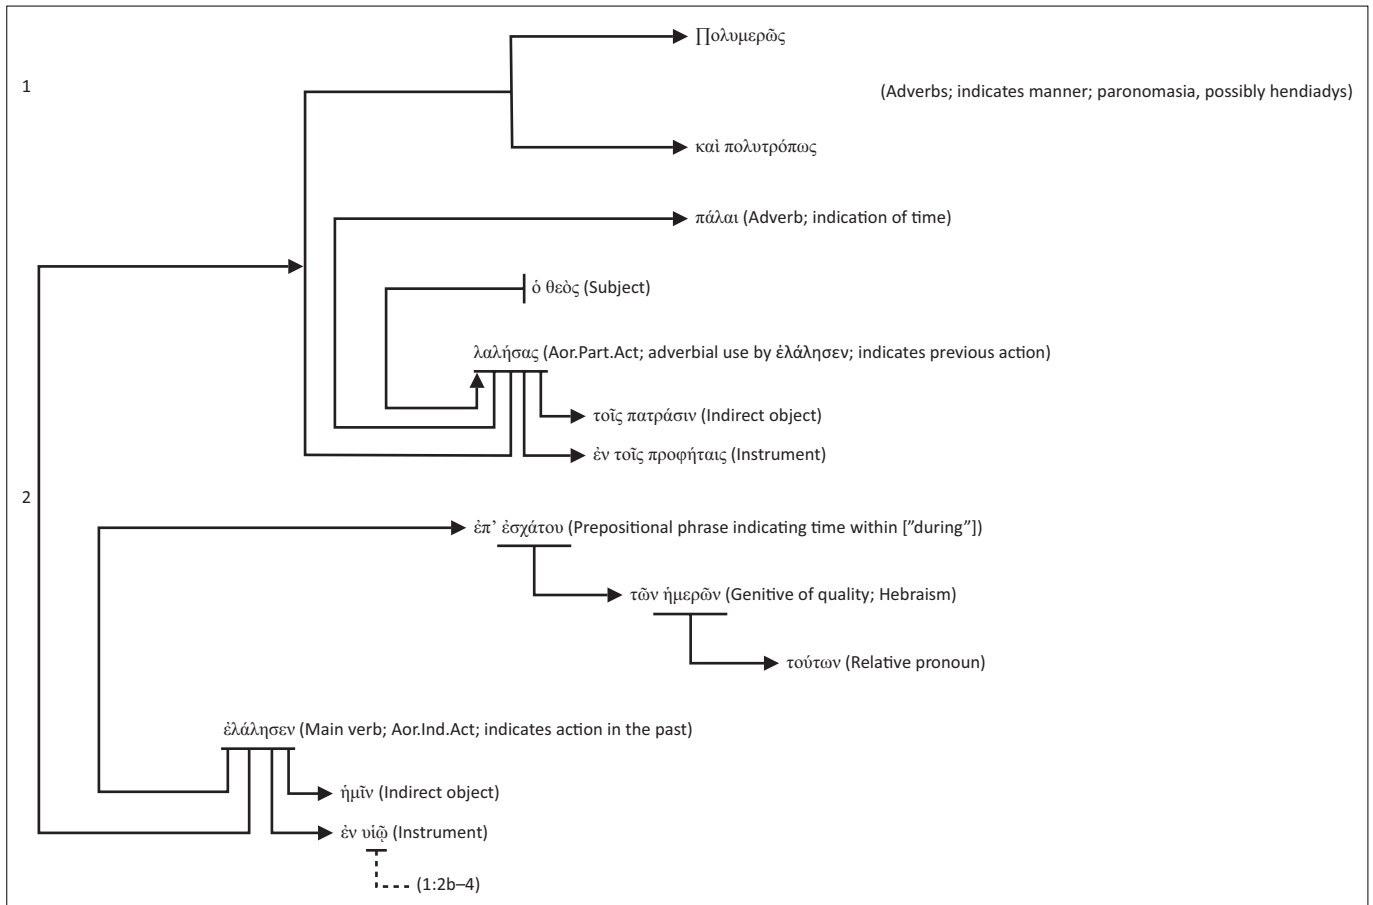 Πολυμερῶς
1
(Adverbs; indicates manner; paronomasia, possibly hendiadys)
καὶ πολυτρόπως
πάλαι (Adverb; indication of time)
ὁ θεὸς (Subject)
λαλήσας (Aor.Part.Act; adverbial use by ἐλάλησεν; indicates previous action)
τοῖς πατράσιν (Indirect object)
ἐν τοῖς προφήταις (Instrument)
2
ἐπ’ ἐσχάτου (Prepositional phrase indicating time within [”during”])
τῶν ἡμερῶν (Genitive of quality; Hebraism)
τούτων (Relative pronoun)
ἐλάλησεν (Main verb; Aor.Ind.Act; indicates action in the past)
ἡμῖν (Indirect object)
ἐν υἱῷ (Instrument)
(1:2b–4)